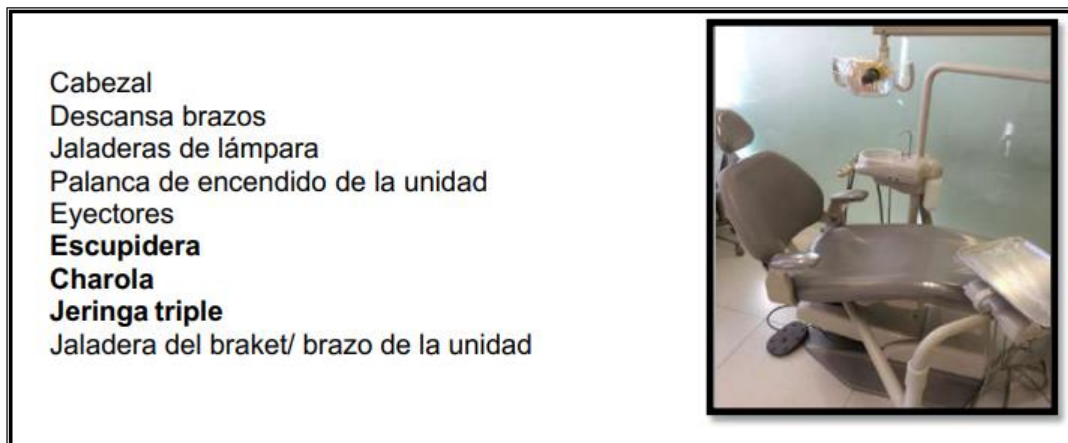 Cabezal
Descansa brazos
Jaladeras de lámpara
Palanca de encendido de la unidad
Eyectores
Escupidera
Charola
Jeringa triple
Jaladera del braket/ brazo de la unidad